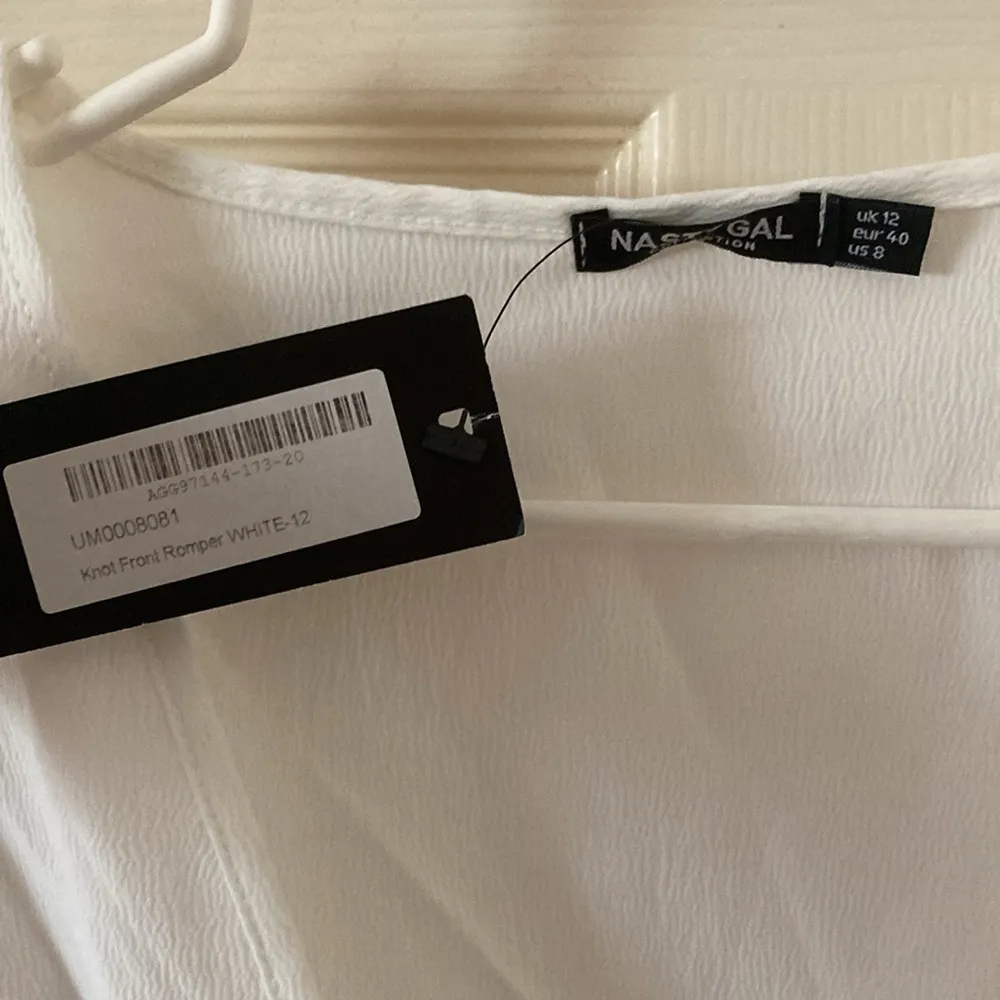 NASTY GAL
uk 12
eur 40
us 8
AGG97144-173-20
UM0008081
Knot Front Romper WHITE-12